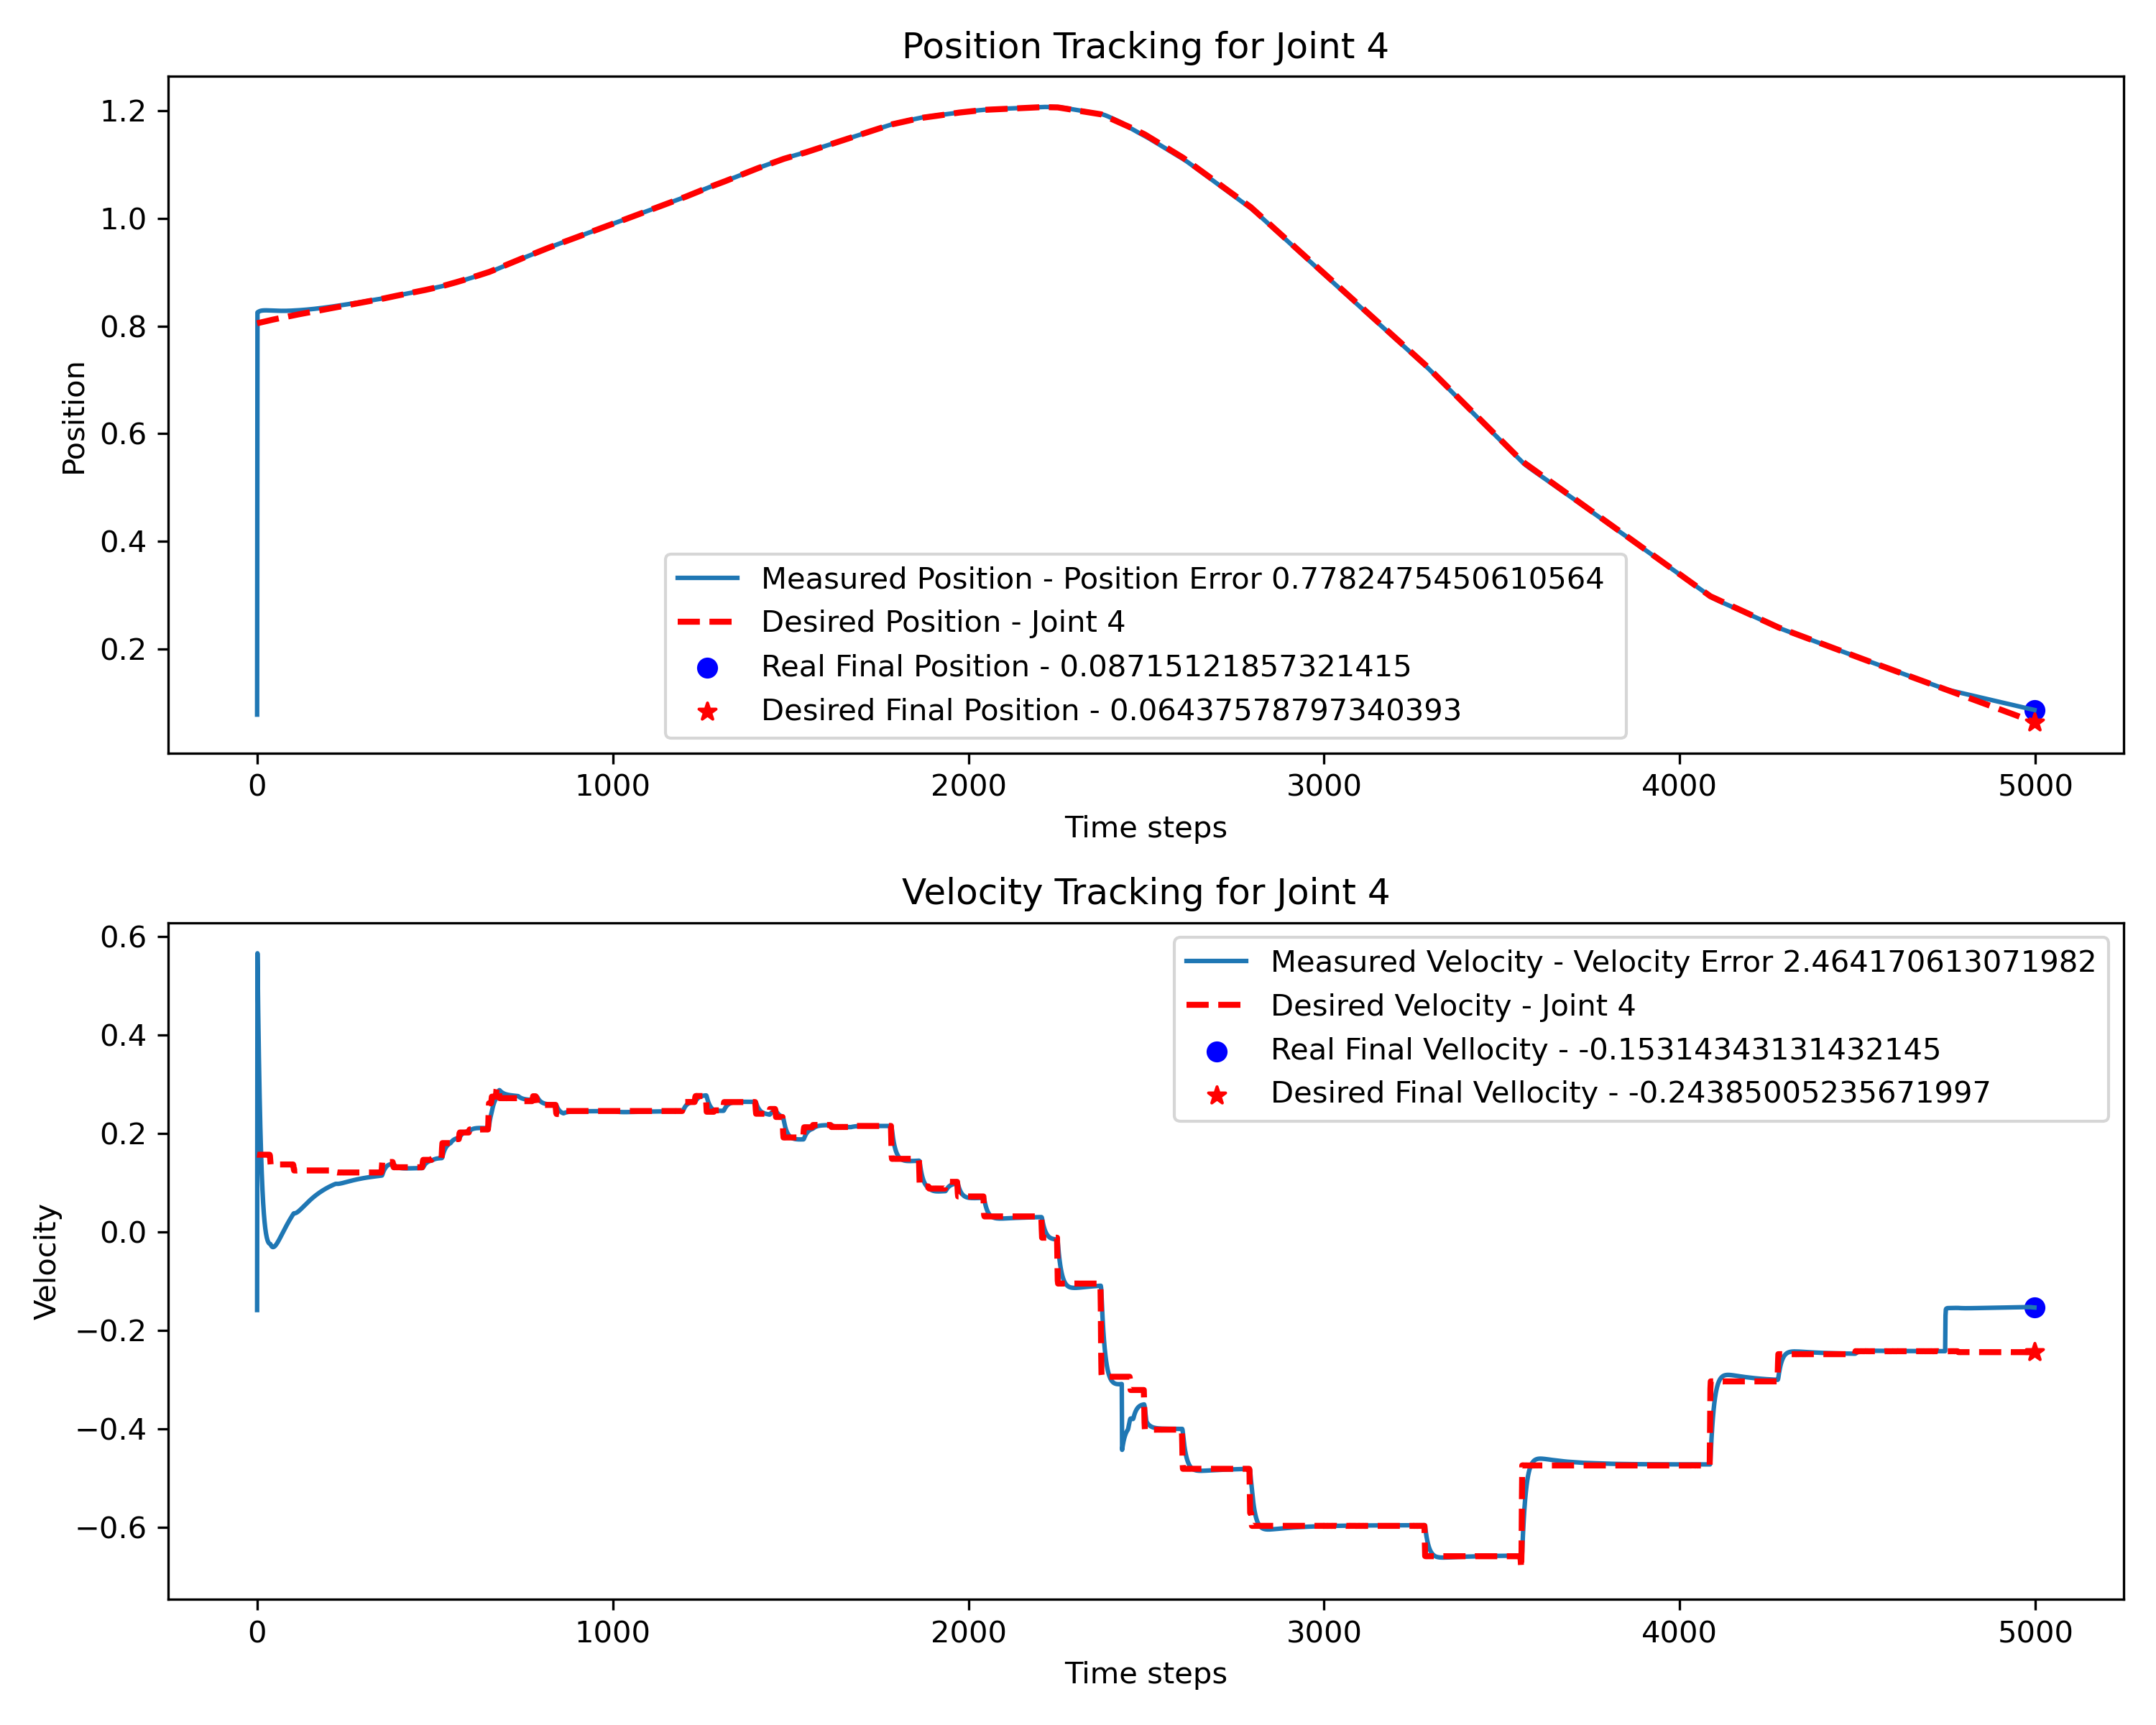 Position Tracking for Joint 4
1.2
1.0
0.8
0.6
0.4
0.2
Position
Measured Position - Position Error 0.7782475450610564
Desired Position - Joint 4
Real Final Position - 0.08715121857321415
Desired Final Position - 0.06437578797340393
0 1000 2000 3000 4000 5000
Time steps
Velocity Tracking for Joint 4
0.6
0.4
0.2
0.0
−0.2
−0.4
−0.6
Velocity
Measured Velocity - Velocity Error 2.464170613071982
Desired Velocity - Joint 4
Real Final Vellocity - -0.15314343131432145
Desired Final Vellocity - -0.24385005235671997
0 1000 2000 3000 4000 5000
Time steps